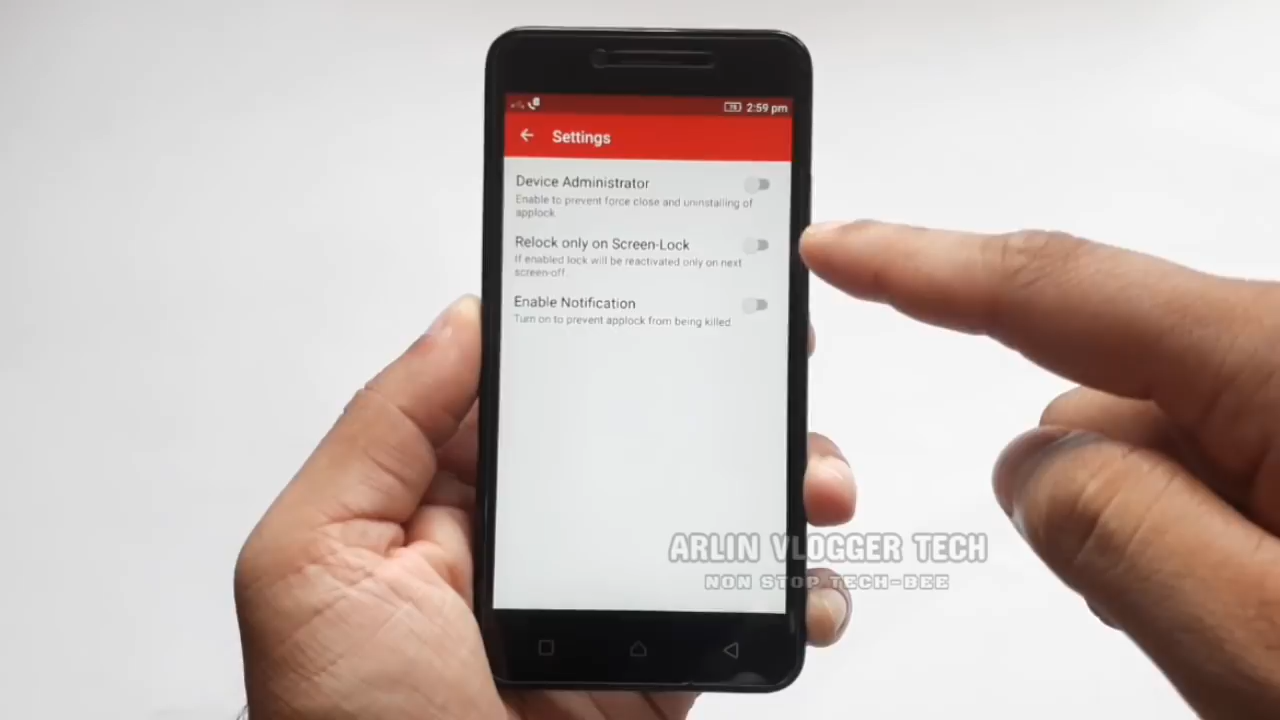 2:59 pm
Settings
Device Administrator
Enable to prevent force close and uninstalling of
applock.
Relock only on Screen-Lock
If enabled lock will be reactivated only on next
screen-off.
Enable Notification
Turn on to prevent applock from being killed.
ARLIN VLOGGER TECH
NON STOP TECH-BEE